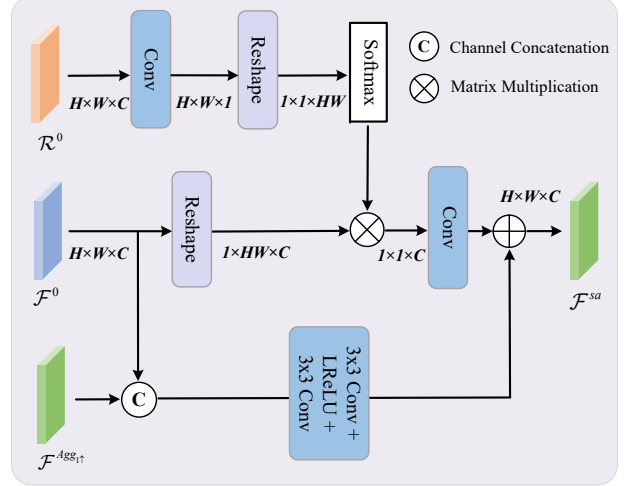 Conv
Reshape
Softmax
C Channel Concatenation
Matrix Multiplication
H×W×C
H×W×1
1×1×HW
R⁰
Reshape
Conv
H×W×C
H×W×C
1×HW×C
1×1×C
F⁰
F^sa
3x3 Conv +
LReLU +
3x3 Conv
C
F^Agg₁↑